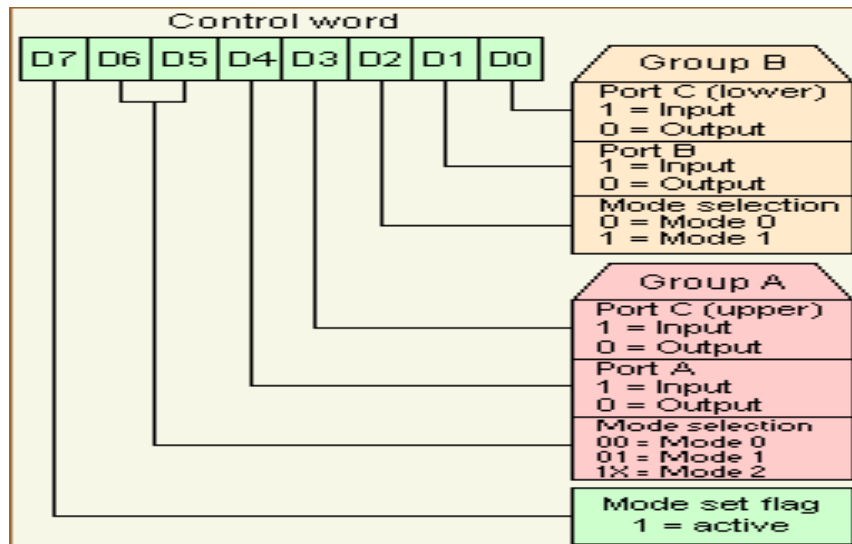 Control word
D7 D6 D5 D4 D3 D2 D1 D0
Group B
Port C (lower)
1 = Input
0 = Output
Port B
1 = Input
0 = Output
Mode selection
0 = Mode 0
1 = Mode 1
Group A
Port C (upper)
1 = Input
0 = Output
Port A
1 = Input
0 = Output
Mode selection
00 = Mode 0
01 = Mode 1
1X = Mode 2
Mode set flag
1 = active